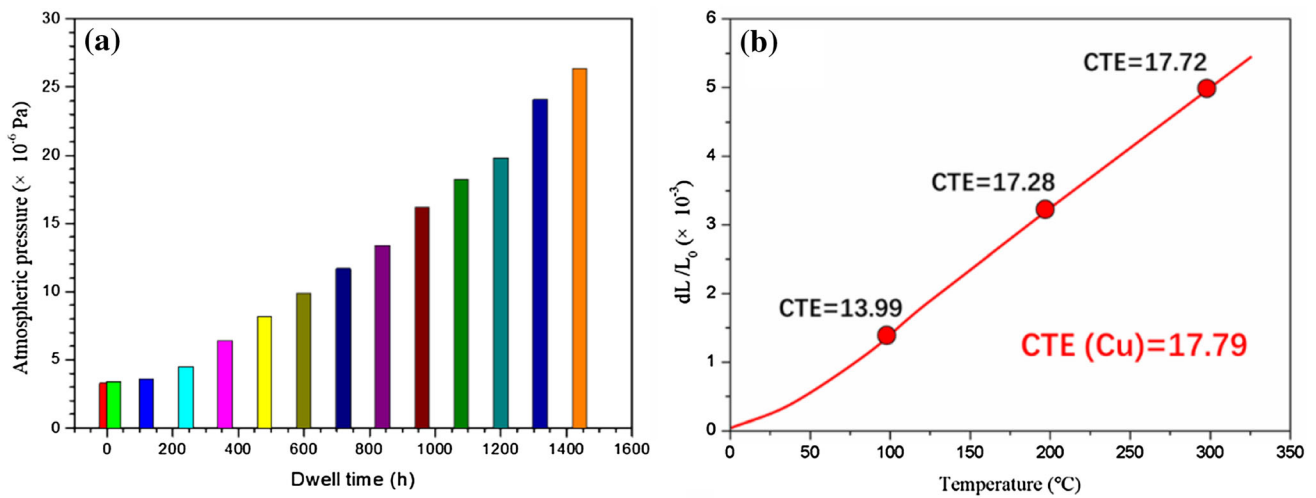 (a)
Atmospheric pressure (× 10⁻⁶ Pa)
30
25
20
15
10
5
0
0 200 400 600 800 1000 1200 1400 1600
Dwell time (h)
(b)
dL/L₀ (× 10⁻³)
6
5
4
3
2
1
0
CTE=17.72
CTE=17.28
CTE=13.99
CTE (Cu)=17.79
0 50 100 150 200 250 300 350
Temperature (°C)